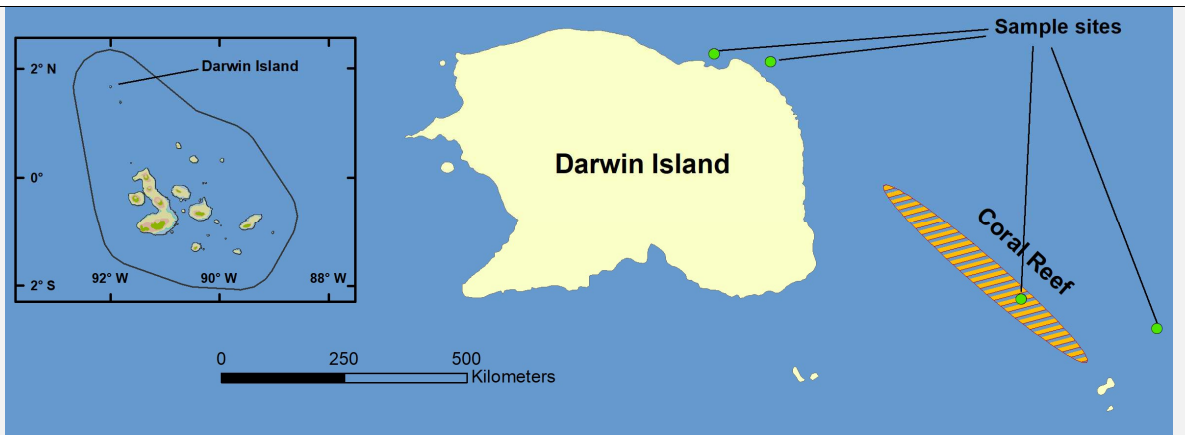 Sample sites
2° N
Darwin Island
Darwin Island
0°
Coral Reef
92° W
90° W
88° W
2° S
0
250
500
Kilometers